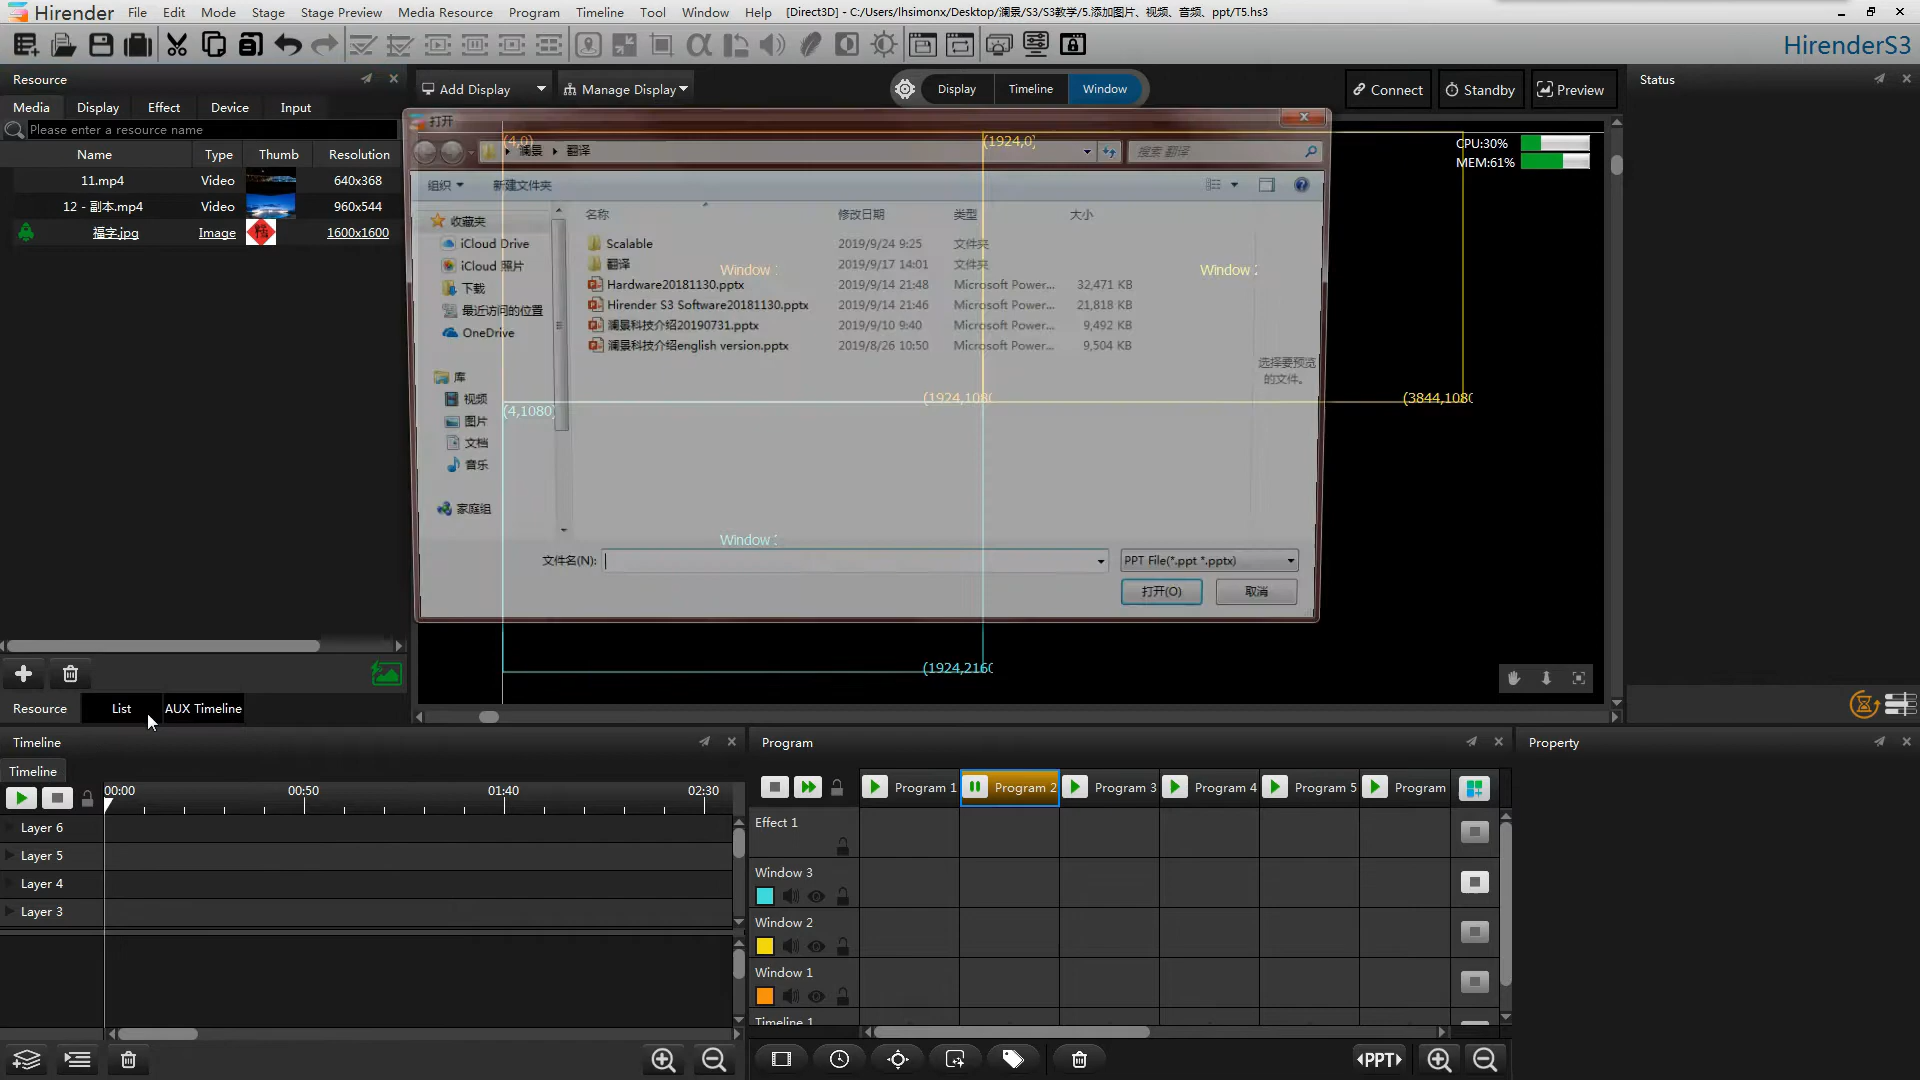 Hirender File Edit Mode Stage Stage Preview Media Resource Program Timeline Tool Window Help [Direct3D] - C:/Users/lhsimonx/Desktop/澜景/S3/S3教学/5.添加图片、视频、音频、ppt/T5.hs3
HirenderS3
Resource
Add Display Manage Display Display Timeline Window Connect Standby Preview
Status
Media Display Effect Device Input
Please enter a resource name
Name Type Thumb Resolution
11.mp4 Video 640x368
12 - 副本.mp4 Video 960x544
福字.jpg Image 1600x1600
打开
(4,0) (1924,0)
澜景 翻译 搜索 翻译
组织 新建文件夹
名称 修改日期 类型 大小
收藏夹
iCloud Drive
iCloud 照片
下载
最近访问的位置
OneDrive
库
视频
图片
文档
音乐
家庭组
Scalable 2019/9/24 9:25 文件夹
翻译 2019/9/17 14:01 文件夹
Hardware20181130.pptx 2019/9/14 21:48 Microsoft Power... 32,471 KB
Hirender S3 Software20181130.pptx 2019/9/14 21:46 Microsoft Power... 21,818 KB
澜景科技介绍20190731.pptx 2019/9/10 9:40 Microsoft Power... 9,492 KB
澜景科技介绍english version.pptx 2019/8/26 10:50 Microsoft Power... 9,504 KB
选择要预览
的文件。
Window Window
(4,1080) (1924,1080 (3844,1080
Window
文件名(N): PPT File(*.ppt *.pptx)
打开(O) 取消
(1924,2160
CPU:30%
MEM:61%
Resource List AUX Timeline
Timeline
Timeline
00:00 00:50 01:40 02:30
Layer 6
Layer 5
Layer 4
Layer 3
Program
Program 1 Program 2 Program 3 Program 4 Program 5 Program
Effect 1
Window 3
Window 2
Window 1
Timeline 1
PPT
Property